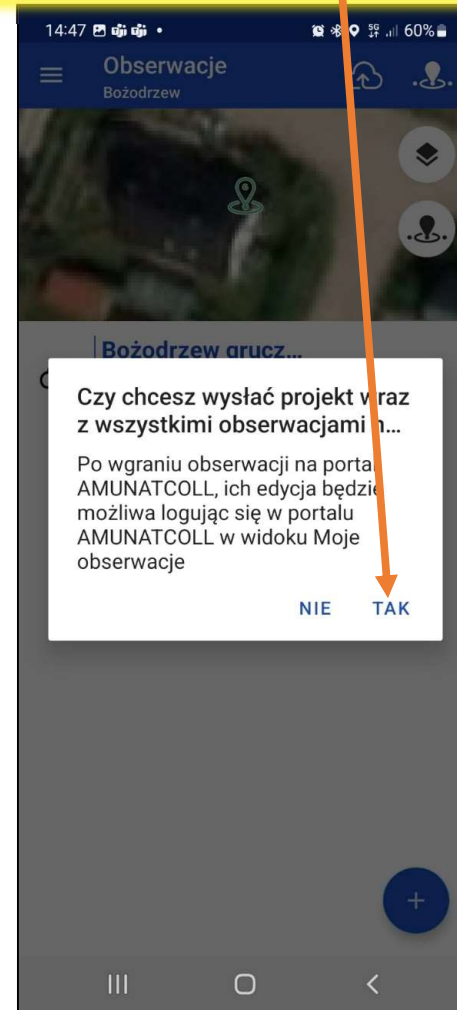 14:47 60%
Obserwacje
Bożodrzew
Bożodrzew grucz...
Czy chcesz wysłać projekt wraz
z wszystkimi obserwacjami n...
Po wgraniu obserwacji na portal
AMUNATCOLL, ich edycja będzie
możliwa logując się w portalu
AMUNATCOLL w widoku Moje
obserwacje
NIE TAK